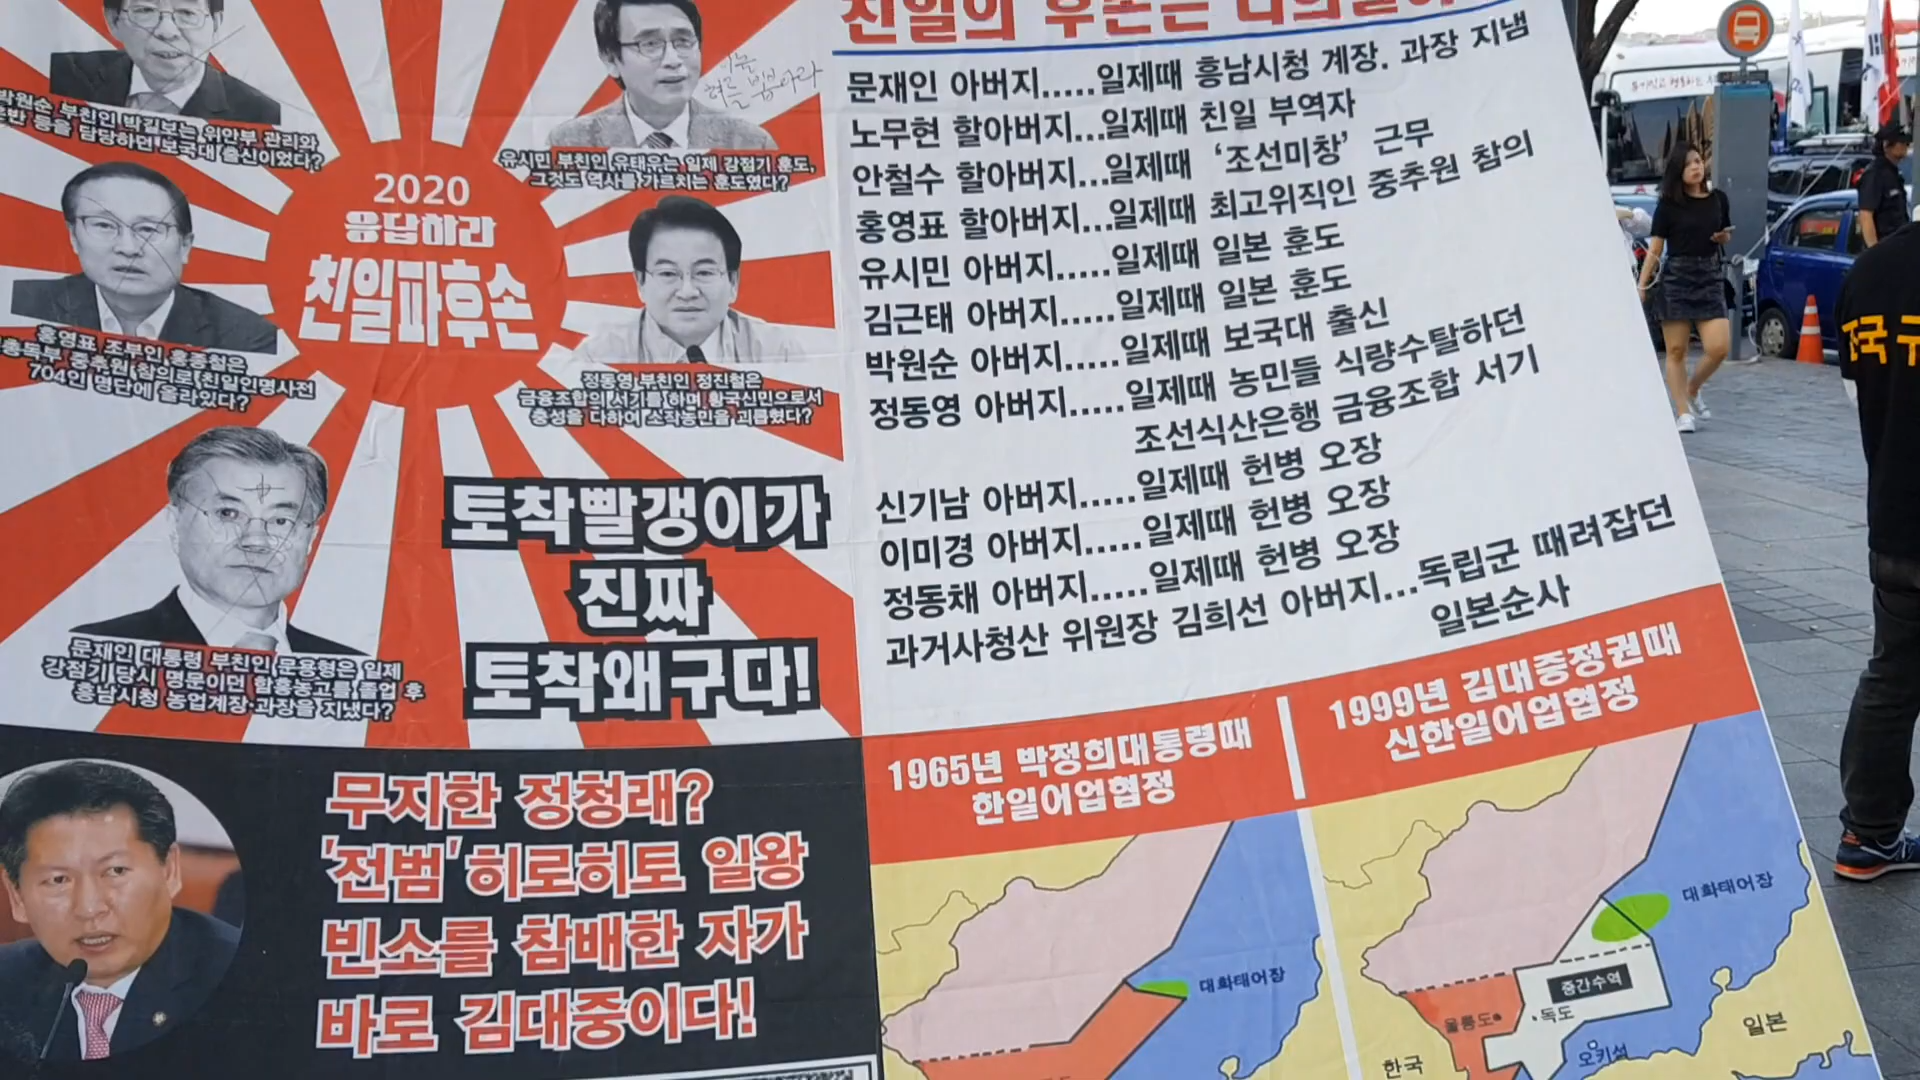 박원순 부친인 박길보는 위안부 관리와
등을 담당하던 보국대 출신이었다?
유시민 부친인 유태우는 일제 강점기 훈도,
그것도 역사를 가르치는 훈도였다?
2020
응답하라
친일파후손
홍영표 조부인 홍종철은
중추원 참의로 친일인명사전
704인 명단에 올라있다?
정동영 부친인 정진철은
금융조합의 서기를 하며, 황국신민으로서
충성을 다하여 소작농민을 괴롭혔다?
문재인 대통령 부친인 문용형은 일제
강점기 당시 명문이던 함흥농고를 졸업 후
흥남시청 농업계장·과장을 지냈다?
토착빨갱이가
진짜
토착왜구다!
친일의 후손은
문재인 아버지.....일제때 흥남시청 계장. 과장 지냄
노무현 할아버지...일제때 친일 부역자
안철수 할아버지...일제때 '조선미창' 근무
홍영표 할아버지...일제때 최고위직인 중추원 참의
유시민 아버지.....일제때 일본 훈도
김근태 아버지.....일제때 일본 훈도
박원순 아버지.....일제때 보국대 출신
정동영 아버지.....일제때 농민들 식량수탈하던
조선식산은행 금융조합 서기
신기남 아버지.....일제때 헌병 오장
이미경 아버지.....일제때 헌병 오장
정동채 아버지.....일제때 헌병 오장
과거사청산 위원장 김희선 아버지...독립군 때려잡던
일본순사
무지한 정청래?
'전범' 히로히토 일왕
빈소를 참배한 자가
바로 김대중이다!
1965년 박정희대통령때
한일어업협정
1999년 김대중정권때
신한일어업협정
대화태어장
대화태어장
중간수역
울릉도
독도
일본
오키섬
한국